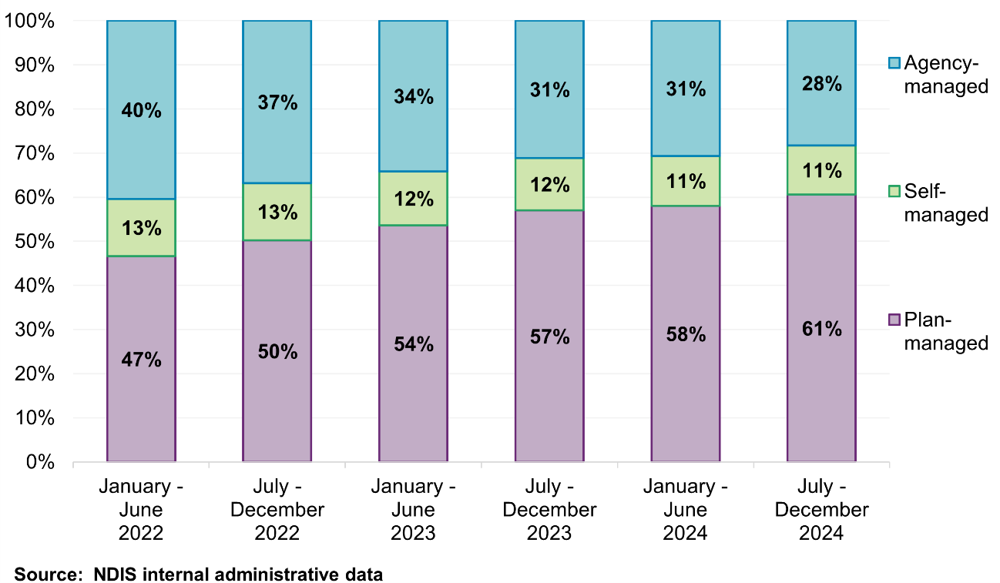 100%
90%
80%
70%
60%
50%
40%
30%
20%
10%
0%
40%
37%
34%
31%
31%
28%
13%
13%
12%
12%
11%
11%
47%
50%
54%
57%
58%
61%
Agency-
managed
Self-
managed
Plan-
managed
January -
June
2022
July -
December
2022
January -
June
2023
July -
December
2023
January -
June
2024
July -
December
2024
Source:  NDIS internal administrative data